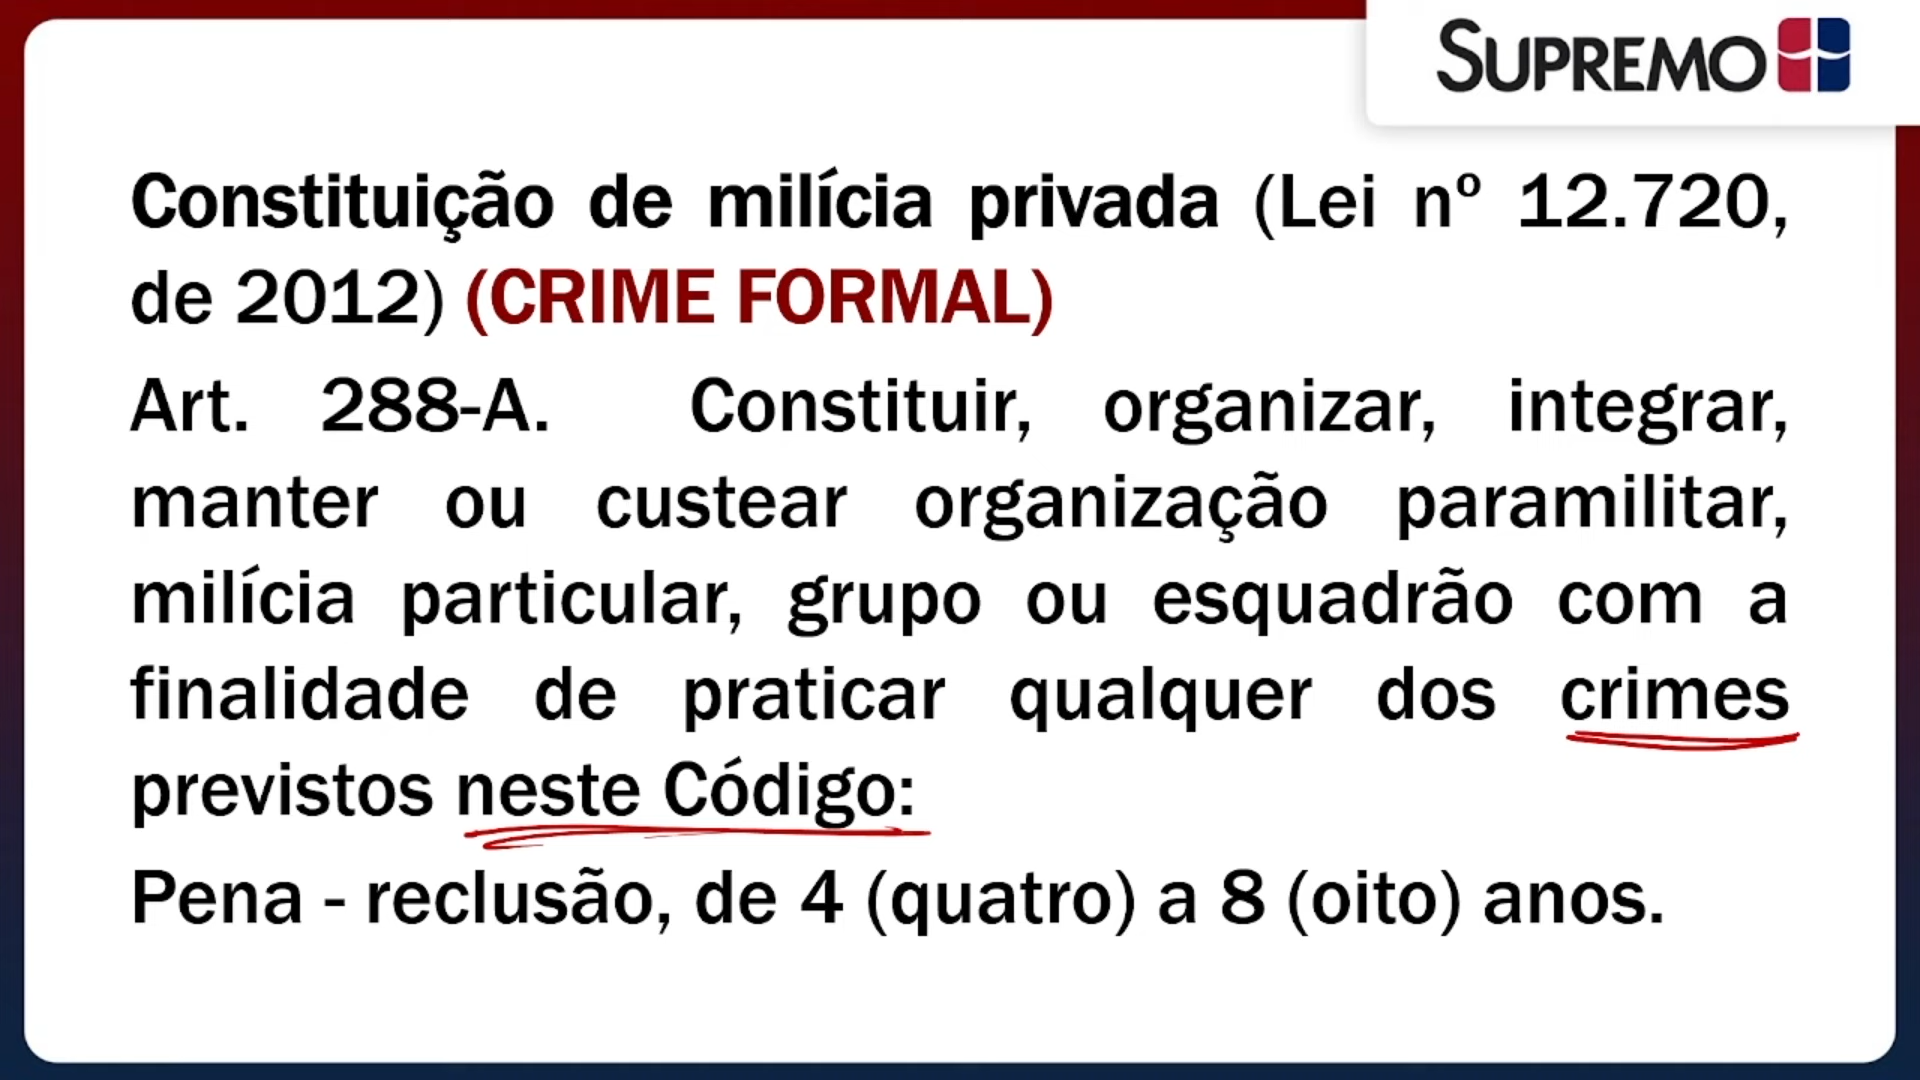 SUPREMO
Constituição de milícia privada (Lei nº 12.720,
de 2012) (CRIME FORMAL)
Art. 288-A. Constituir, organizar, integrar,
manter ou custear organização paramilitar,
milícia particular, grupo ou esquadrão com a
finalidade de praticar qualquer dos crimes
previstos neste Código:
Pena - reclusão, de 4 (quatro) a 8 (oito) anos.